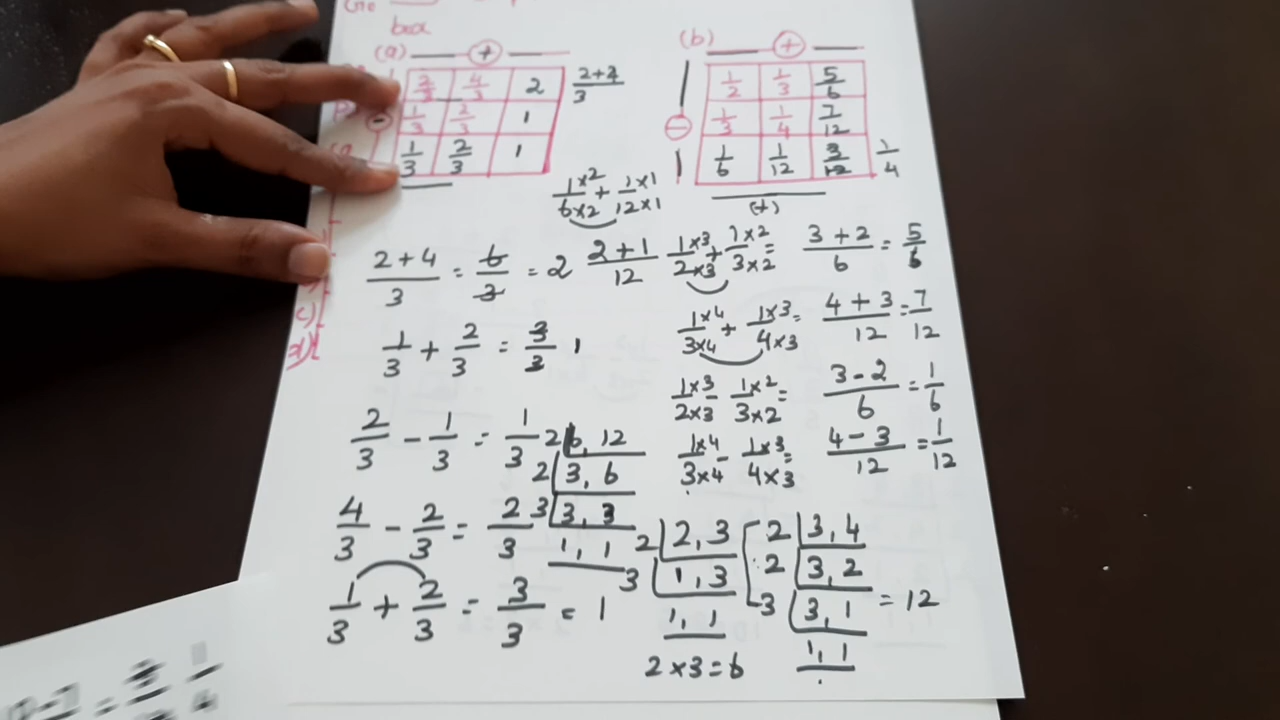 box
(a) +
2/3 4/3 2 2+4/3
- 1/3 2/3 1
1/3 2/3 1
(b) +
1/2 1/3 5/6
- 1/3 1/4 7/12
1/6 1/12 3/12 1/4
(+)
1×2/6×2 + 1×1/12×1
2+1/12
2+4/3 = 6/3 = 2
1/3 + 2/3 = 3/3 1
2/3 - 1/3 = 1/3
4/3 - 2/3 = 2/3
1/3 + 2/3 = 3/3 = 1
1×3/2×3 + 1×2/3×2 = 3+2/6 = 5/6
1×4/3×4 + 1×3/4×3 = 4+3/12 = 7/12
1×3/2×3 - 1×2/3×2 = 3-2/6 = 1/6
1×4/3×4 - 1×3/4×3 = 4-3/12 = 1/12
2 6, 12
2 3, 6
3 3, 3
1, 1
2 2, 3
3 1, 3
1, 1
2×3=6
2 3, 4
2 3, 2
3 3, 1 = 12
1, 1
c)
d)